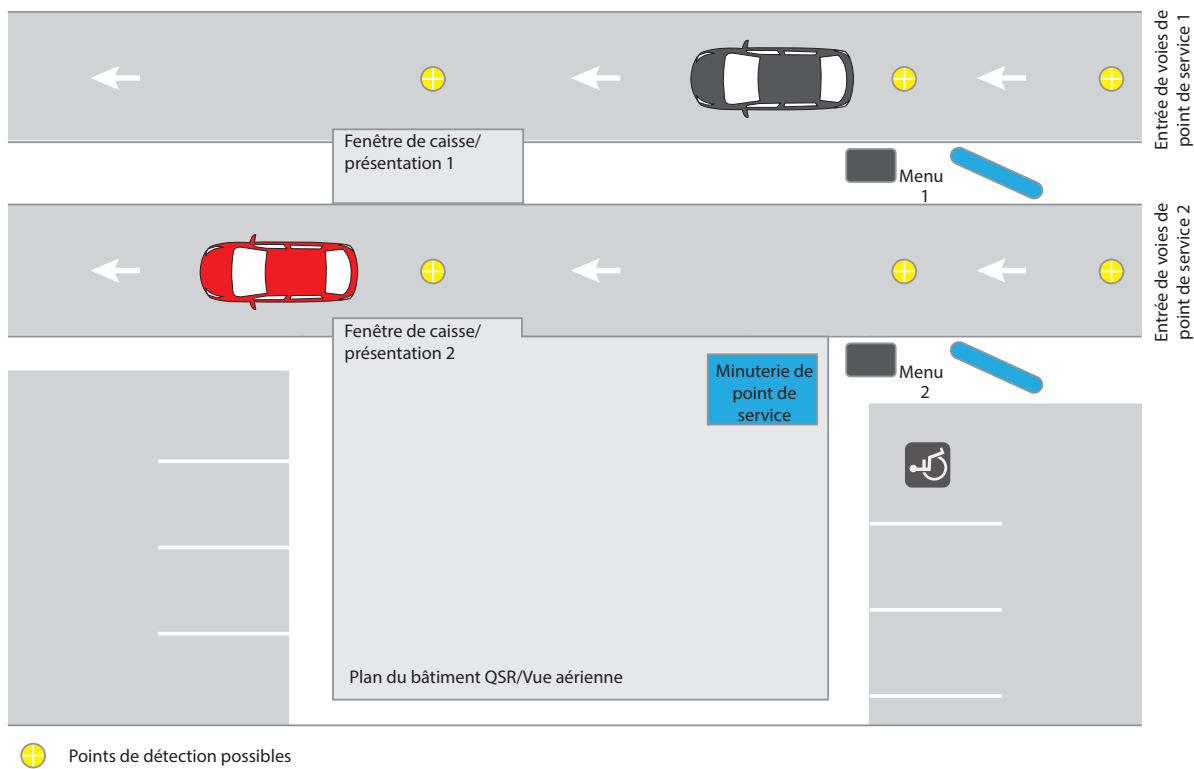 Entrée de voies de
point de service 1
Fenêtre de caisse/
présentation 1
Menu
1
Entrée de voies de
point de service 2
Fenêtre de caisse/
présentation 2
Minuterie de
point de
service
Menu
2
Plan du bâtiment QSR/Vue aérienne
Points de détection possibles